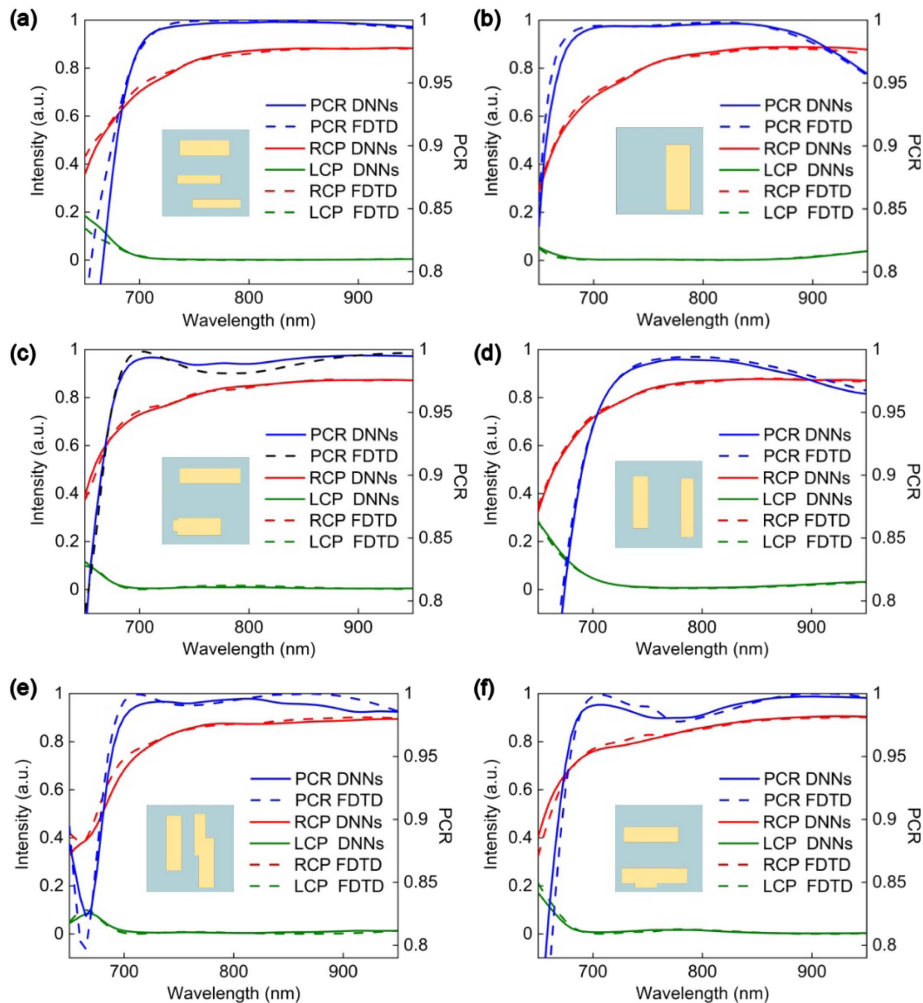 (a)
1
0.8
0.6
0.4
0.2
0
Intensity (a.u.)
1
0.95
0.9
0.85
0.8
PCR
PCR DNNs
PCR FDTD
RCP DNNs
LCP DNNs
RCP FDTD
LCP FDTD
700 800 900
Wavelength (nm)
(b)
1
0.8
0.6
0.4
0.2
0
Intensity (a.u.)
1
0.95
0.9
0.85
0.8
PCR
PCR DNNs
PCR FDTD
RCP DNNs
LCP DNNs
RCP FDTD
LCP FDTD
700 800 900
Wavelength (nm)
(c)
1
0.8
0.6
0.4
0.2
0
Intensity (a.u.)
1
0.95
0.9
0.85
0.8
PCR
PCR DNNs
PCR FDTD
RCP DNNs
LCP DNNs
RCP FDTD
LCP FDTD
700 800 900
Wavelength (nm)
(d)
1
0.8
0.6
0.4
0.2
0
Intensity (a.u.)
1
0.95
0.9
0.85
0.8
PCR
PCR DNNs
PCR FDTD
RCP DNNs
LCP DNNs
RCP FDTD
LCP FDTD
700 800 900
Wavelength (nm)
(e)
1
0.8
0.6
0.4
0.2
0
Intensity (a.u.)
1
0.95
0.9
0.85
0.8
PCR
PCR DNNs
PCR FDTD
RCP DNNs
LCP DNNs
RCP FDTD
LCP FDTD
700 800 900
Wavelength (nm)
(f)
1
0.8
0.6
0.4
0.2
0
Intensity (a.u.)
1
0.95
0.9
0.85
0.8
PCR
PCR DNNs
PCR FDTD
RCP DNNs
LCP DNNs
RCP FDTD
LCP FDTD
700 800 900
Wavelength (nm)